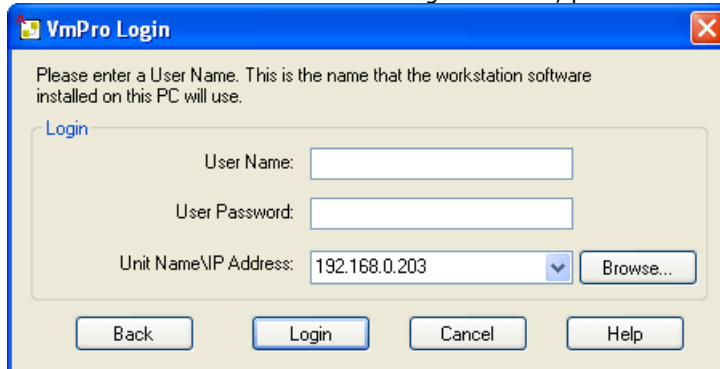 VmPro Login
Please enter a User Name. This is the name that the workstation software
installed on this PC will use.
Login
User Name:
User Password:
Unit Name\IP Address: 192.168.0.203 Browse...
Back Login Cancel Help